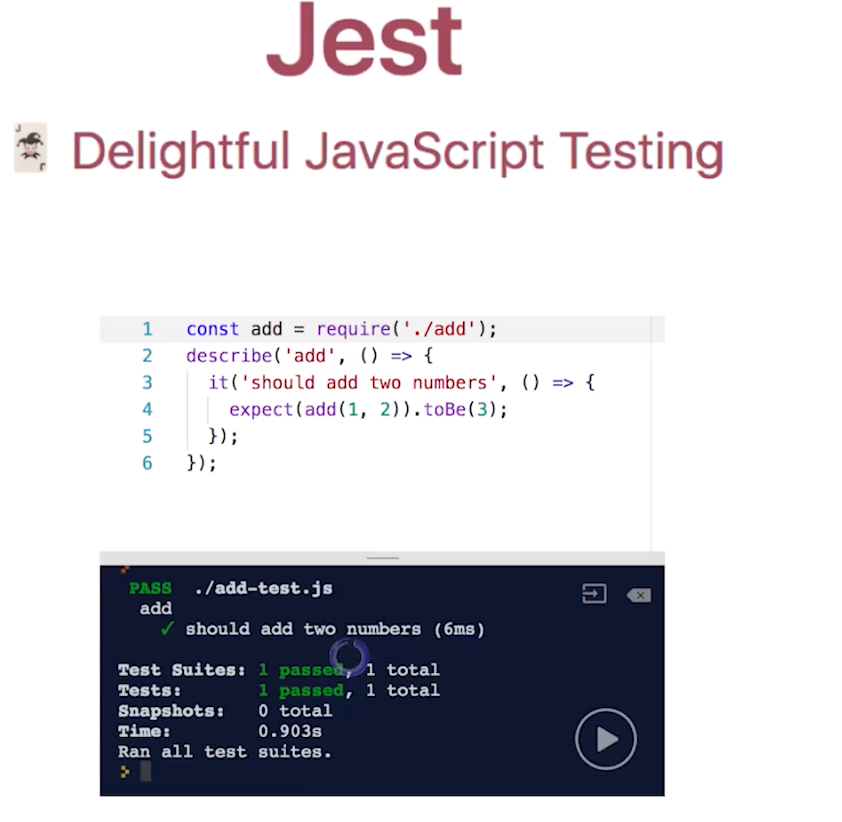 Jest
🃏 Delightful JavaScript Testing
1 const add = require('./add');
2 describe('add', () => {
3 it('should add two numbers', () => {
4 expect(add(1, 2)).toBe(3);
5 });
6 });
PASS ./add-test.js
add
✓ should add two numbers (6ms)
Test Suites: 1 passed, 1 total
Tests: 1 passed, 1 total
Snapshots: 0 total
Time: 0.903s
Ran all test suites.
>